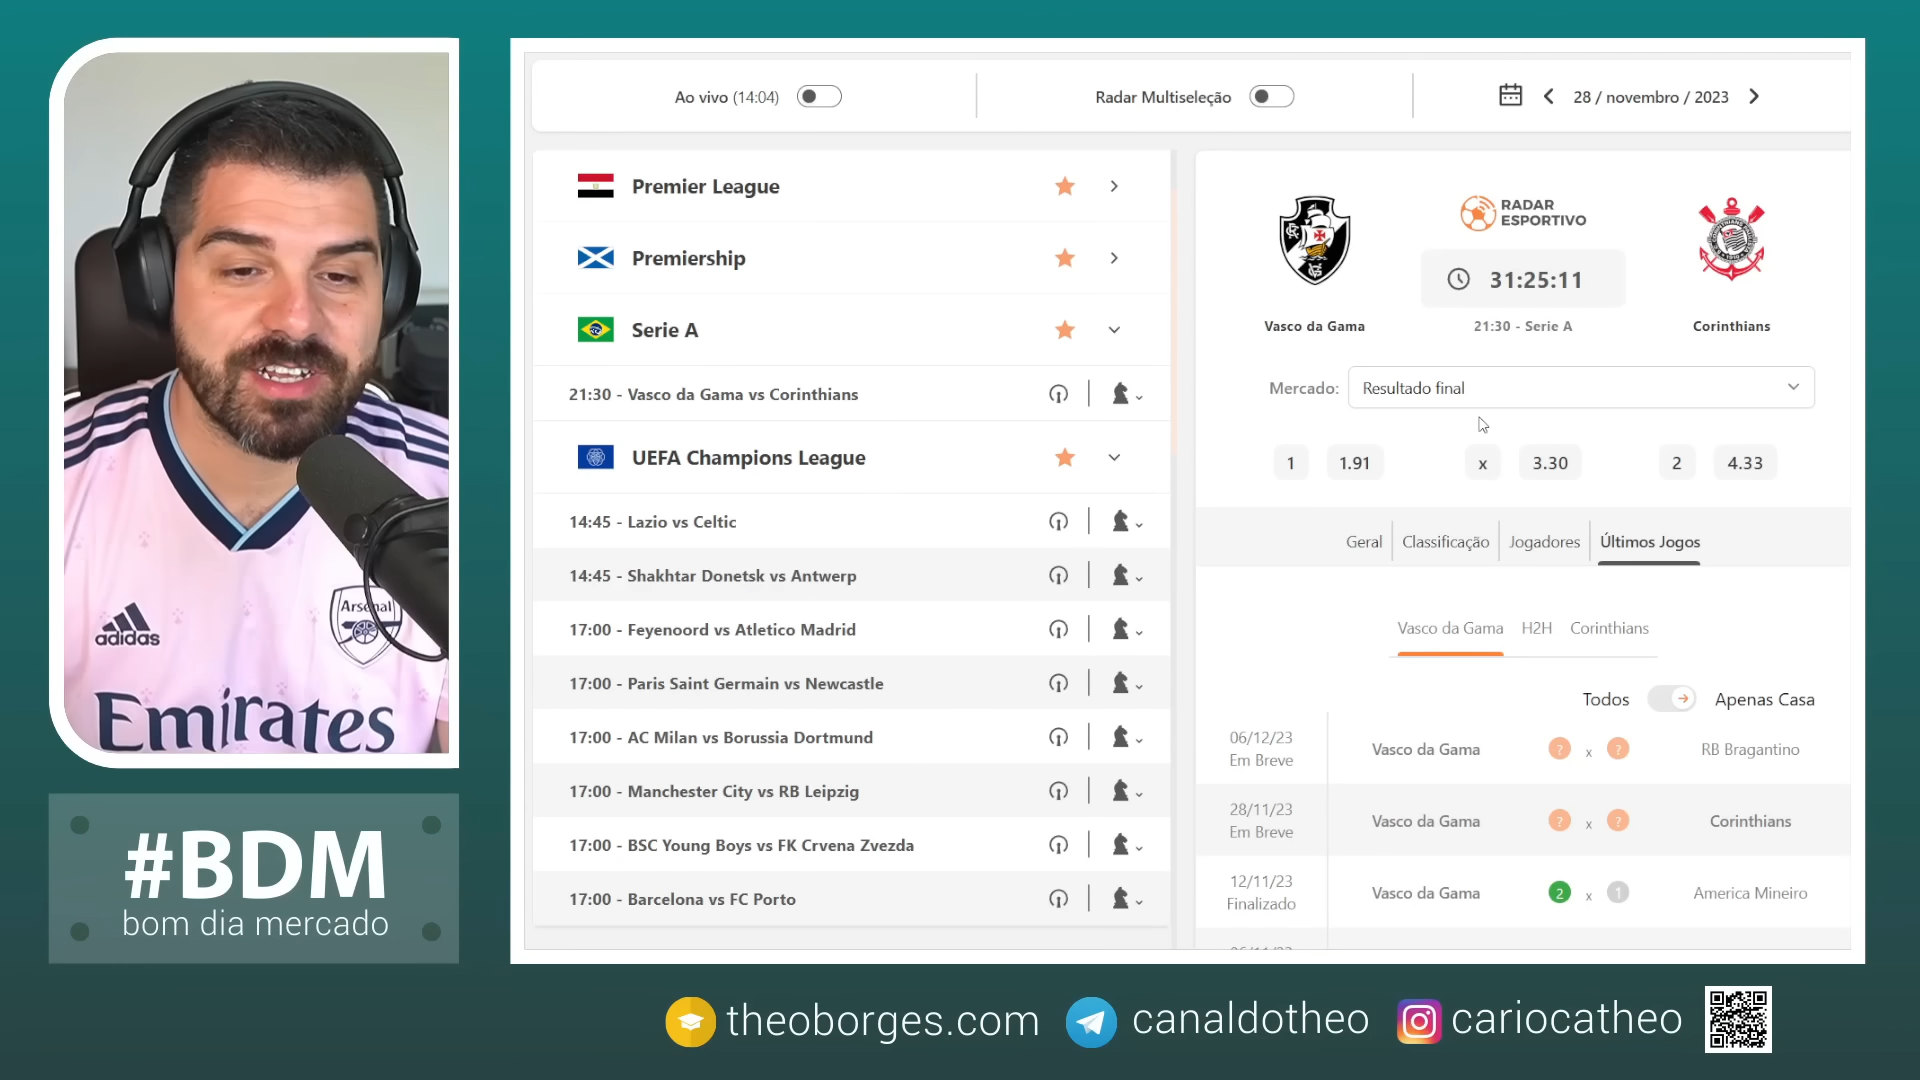 Ao vivo (14:04)
Radar Multiseleção
28 / novembro / 2023
Premier League
Premiership
Serie A
21:30 - Vasco da Gama vs Corinthians
UEFA Champions League
14:45 - Lazio vs Celtic
14:45 - Shakhtar Donetsk vs Antwerp
17:00 - Feyenoord vs Atletico Madrid
17:00 - Paris Saint Germain vs Newcastle
17:00 - AC Milan vs Borussia Dortmund
17:00 - Manchester City vs RB Leipzig
17:00 - BSC Young Boys vs FK Crvena Zvezda
17:00 - Barcelona vs FC Porto
RADAR
ESPORTIVO
31:25:11
Vasco da Gama
21:30 - Serie A
Corinthians
Mercado: Resultado final
1 1.91 x 3.30 2 4.33
Geral Classificação Jogadores Últimos Jogos
Vasco da Gama H2H Corinthians
Todos Apenas Casa
06/12/23
Em Breve
Vasco da Gama ? x ? RB Bragantino
28/11/23
Em Breve
Vasco da Gama ? x ? Corinthians
12/11/23
Finalizado
Vasco da Gama 2 x 1 America Mineiro
adidas
Arsenal
Emirates
#BDM
bom dia mercado
theoborges.com
canaldotheo
cariocatheo